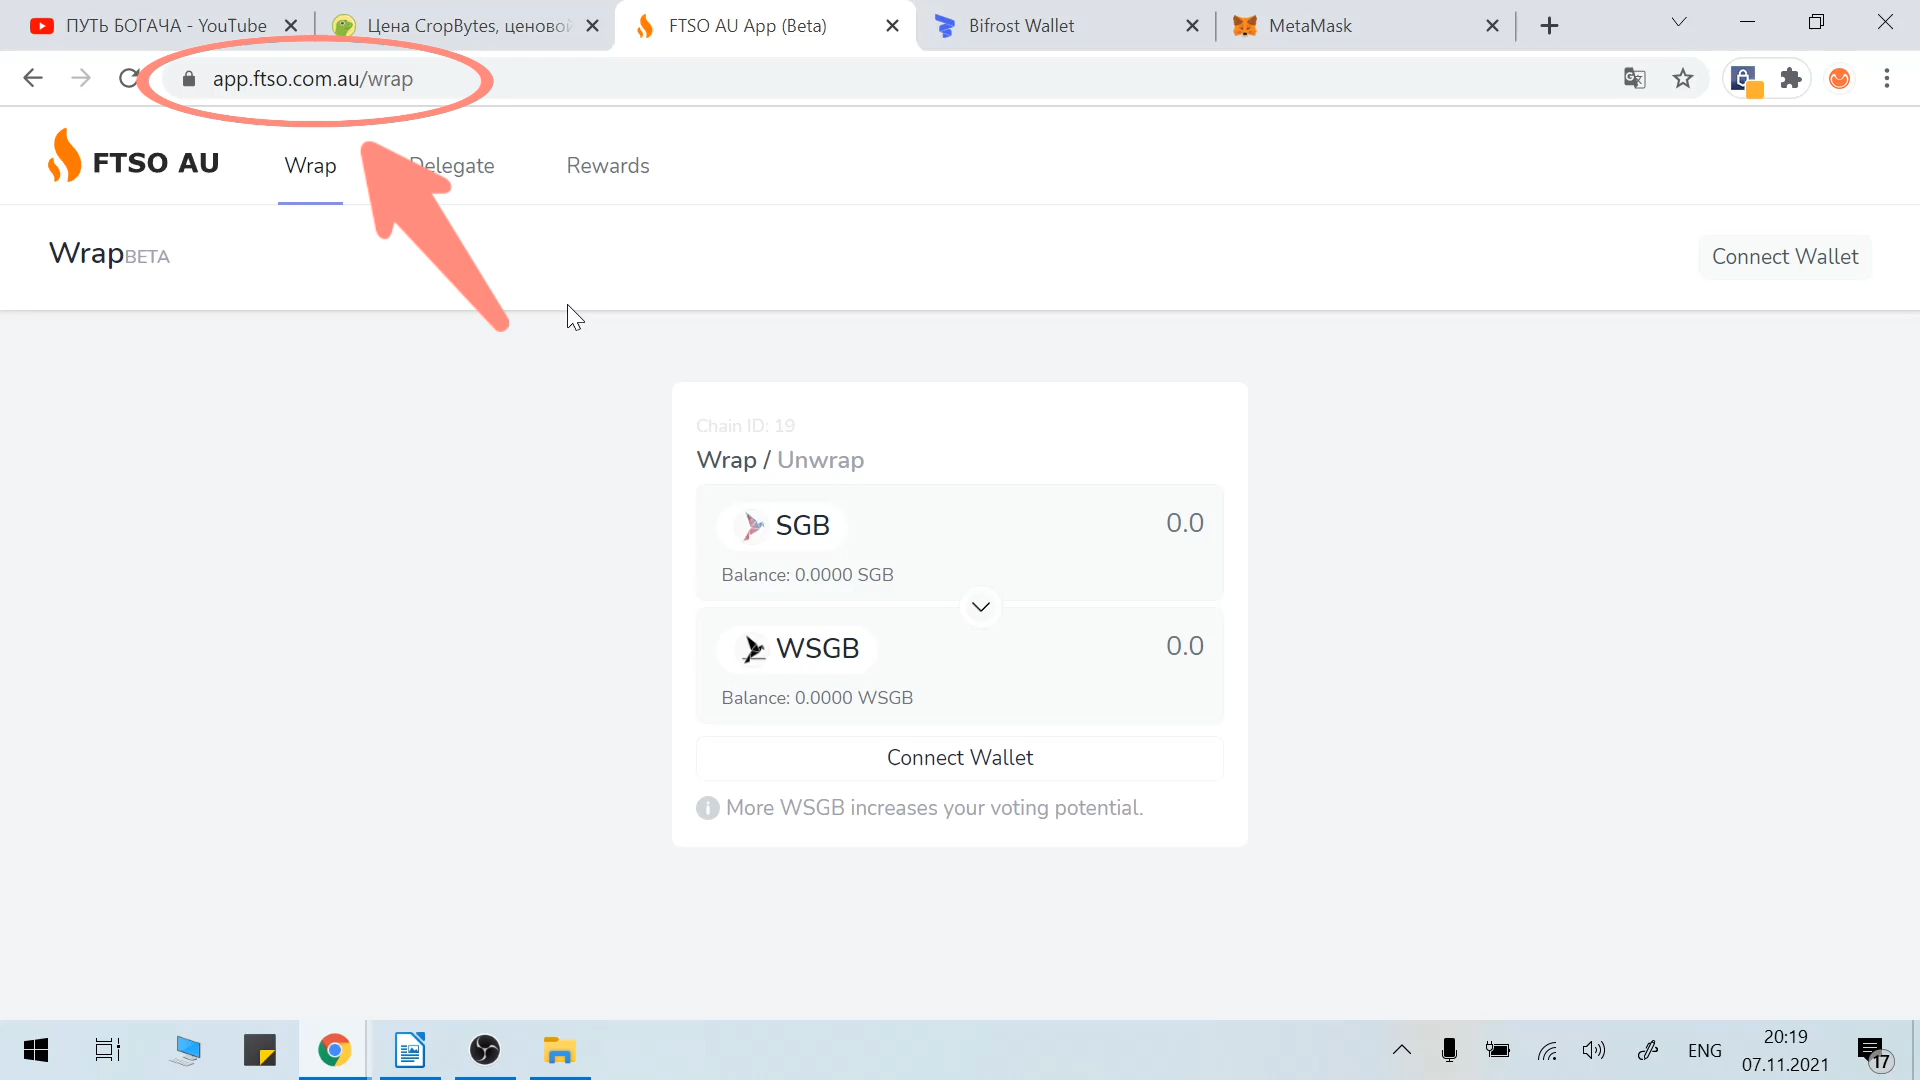 ПУТЬ БОГАЧА - YouTube
Цена CropBytes, ценовой
FTSO AU App (Beta)
Bifrost Wallet
MetaMask
app.ftso.com.au/wrap
FTSO AU
Wrap
Delegate
Rewards
WrapBETA
Connect Wallet
Chain ID: 19
Wrap / Unwrap
SGB
0.0
Balance: 0.0000 SGB
WSGB
0.0
Balance: 0.0000 WSGB
Connect Wallet
More WSGB increases your voting potential.
ENG
20:19
07.11.2021
17